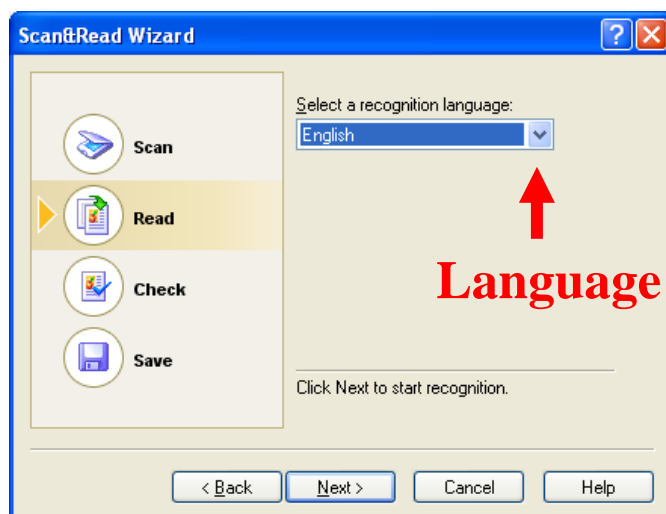 Scan&Read Wizard
Select a recognition language:
English
Scan
Read
Check
Save
Language
Click Next to start recognition.
< Back
Next >
Cancel
Help